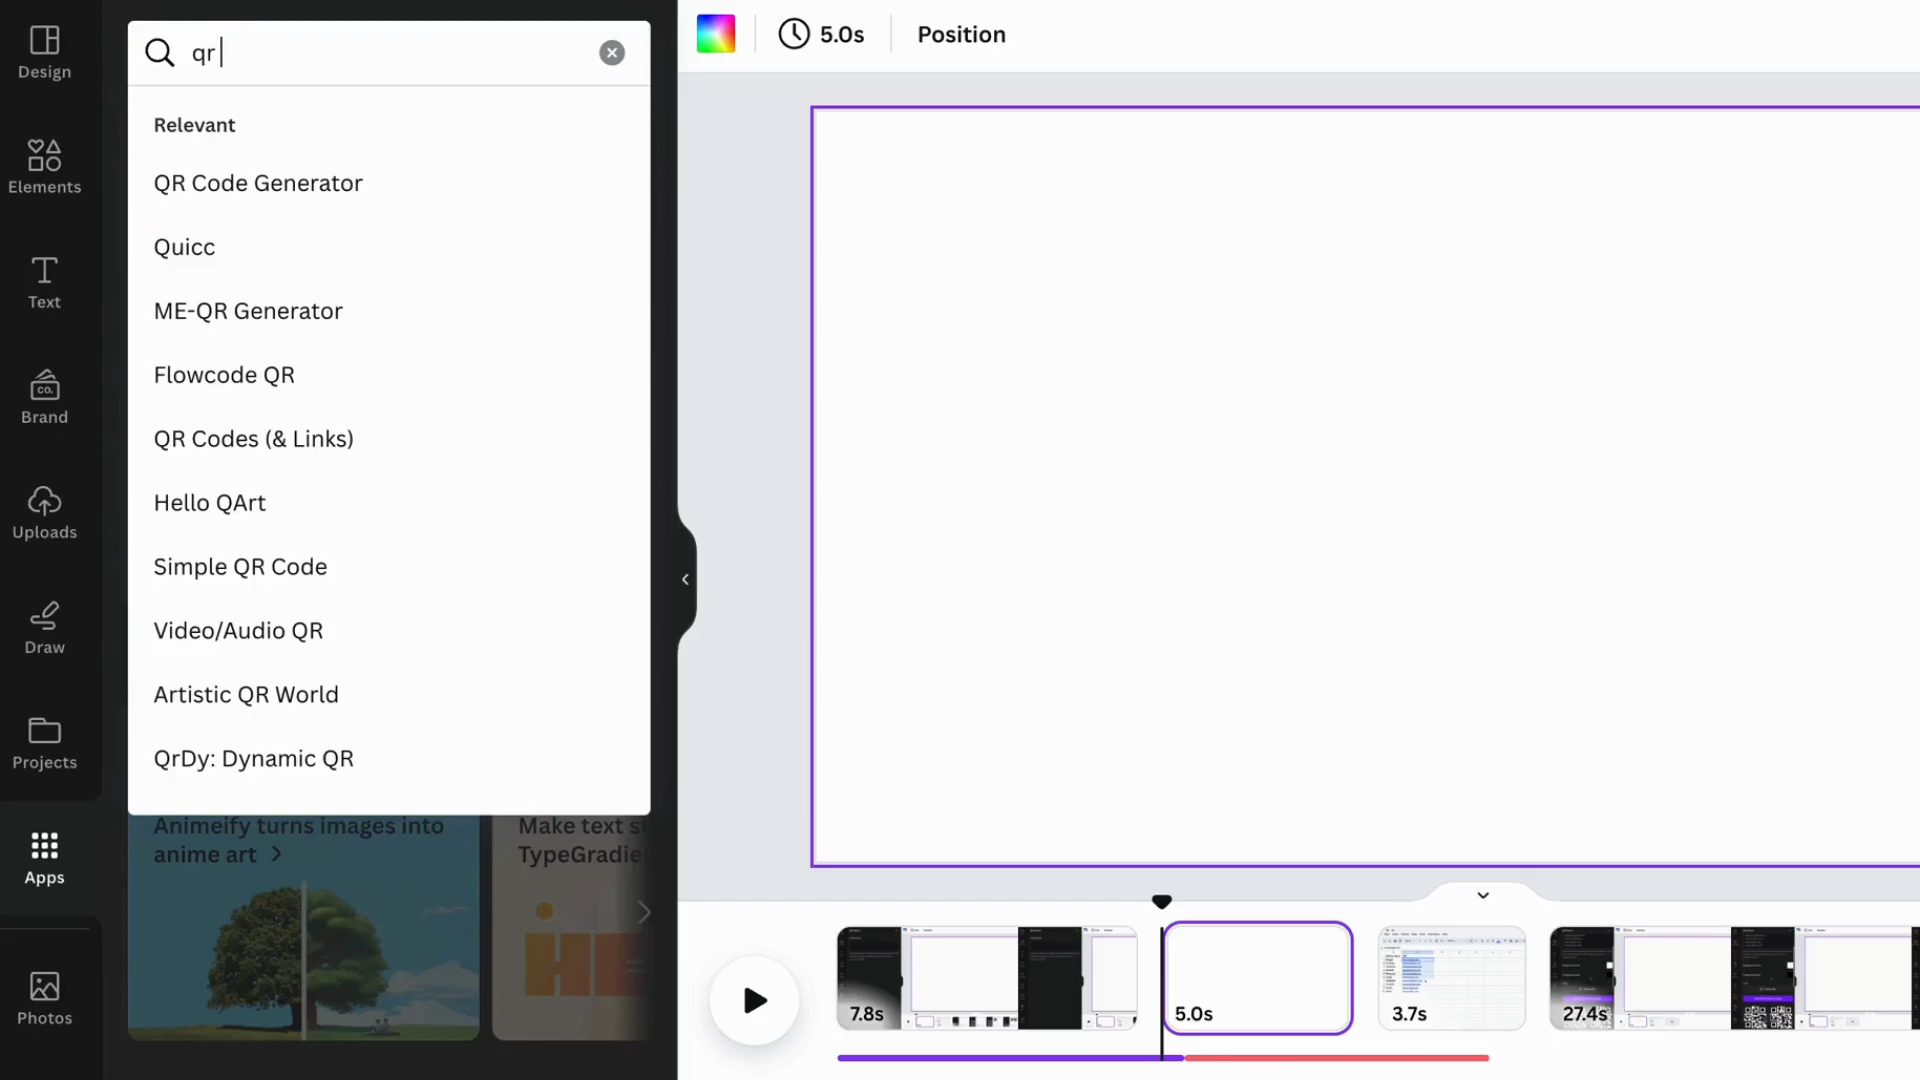 Design
Elements
Text
Brand
CO.
Uploads
Draw
Projects
Apps
Photos
qr
Relevant
QR Code Generator
Quicc
ME-QR Generator
Flowcode QR
QR Codes (& Links)
Hello QArt
Simple QR Code
Video/Audio QR
Artistic QR World
QrDy: Dynamic QR
Animeify turns images into
anime art
Make text
5.0s
Position
7.8s
5.0s
3.7s
27.4s